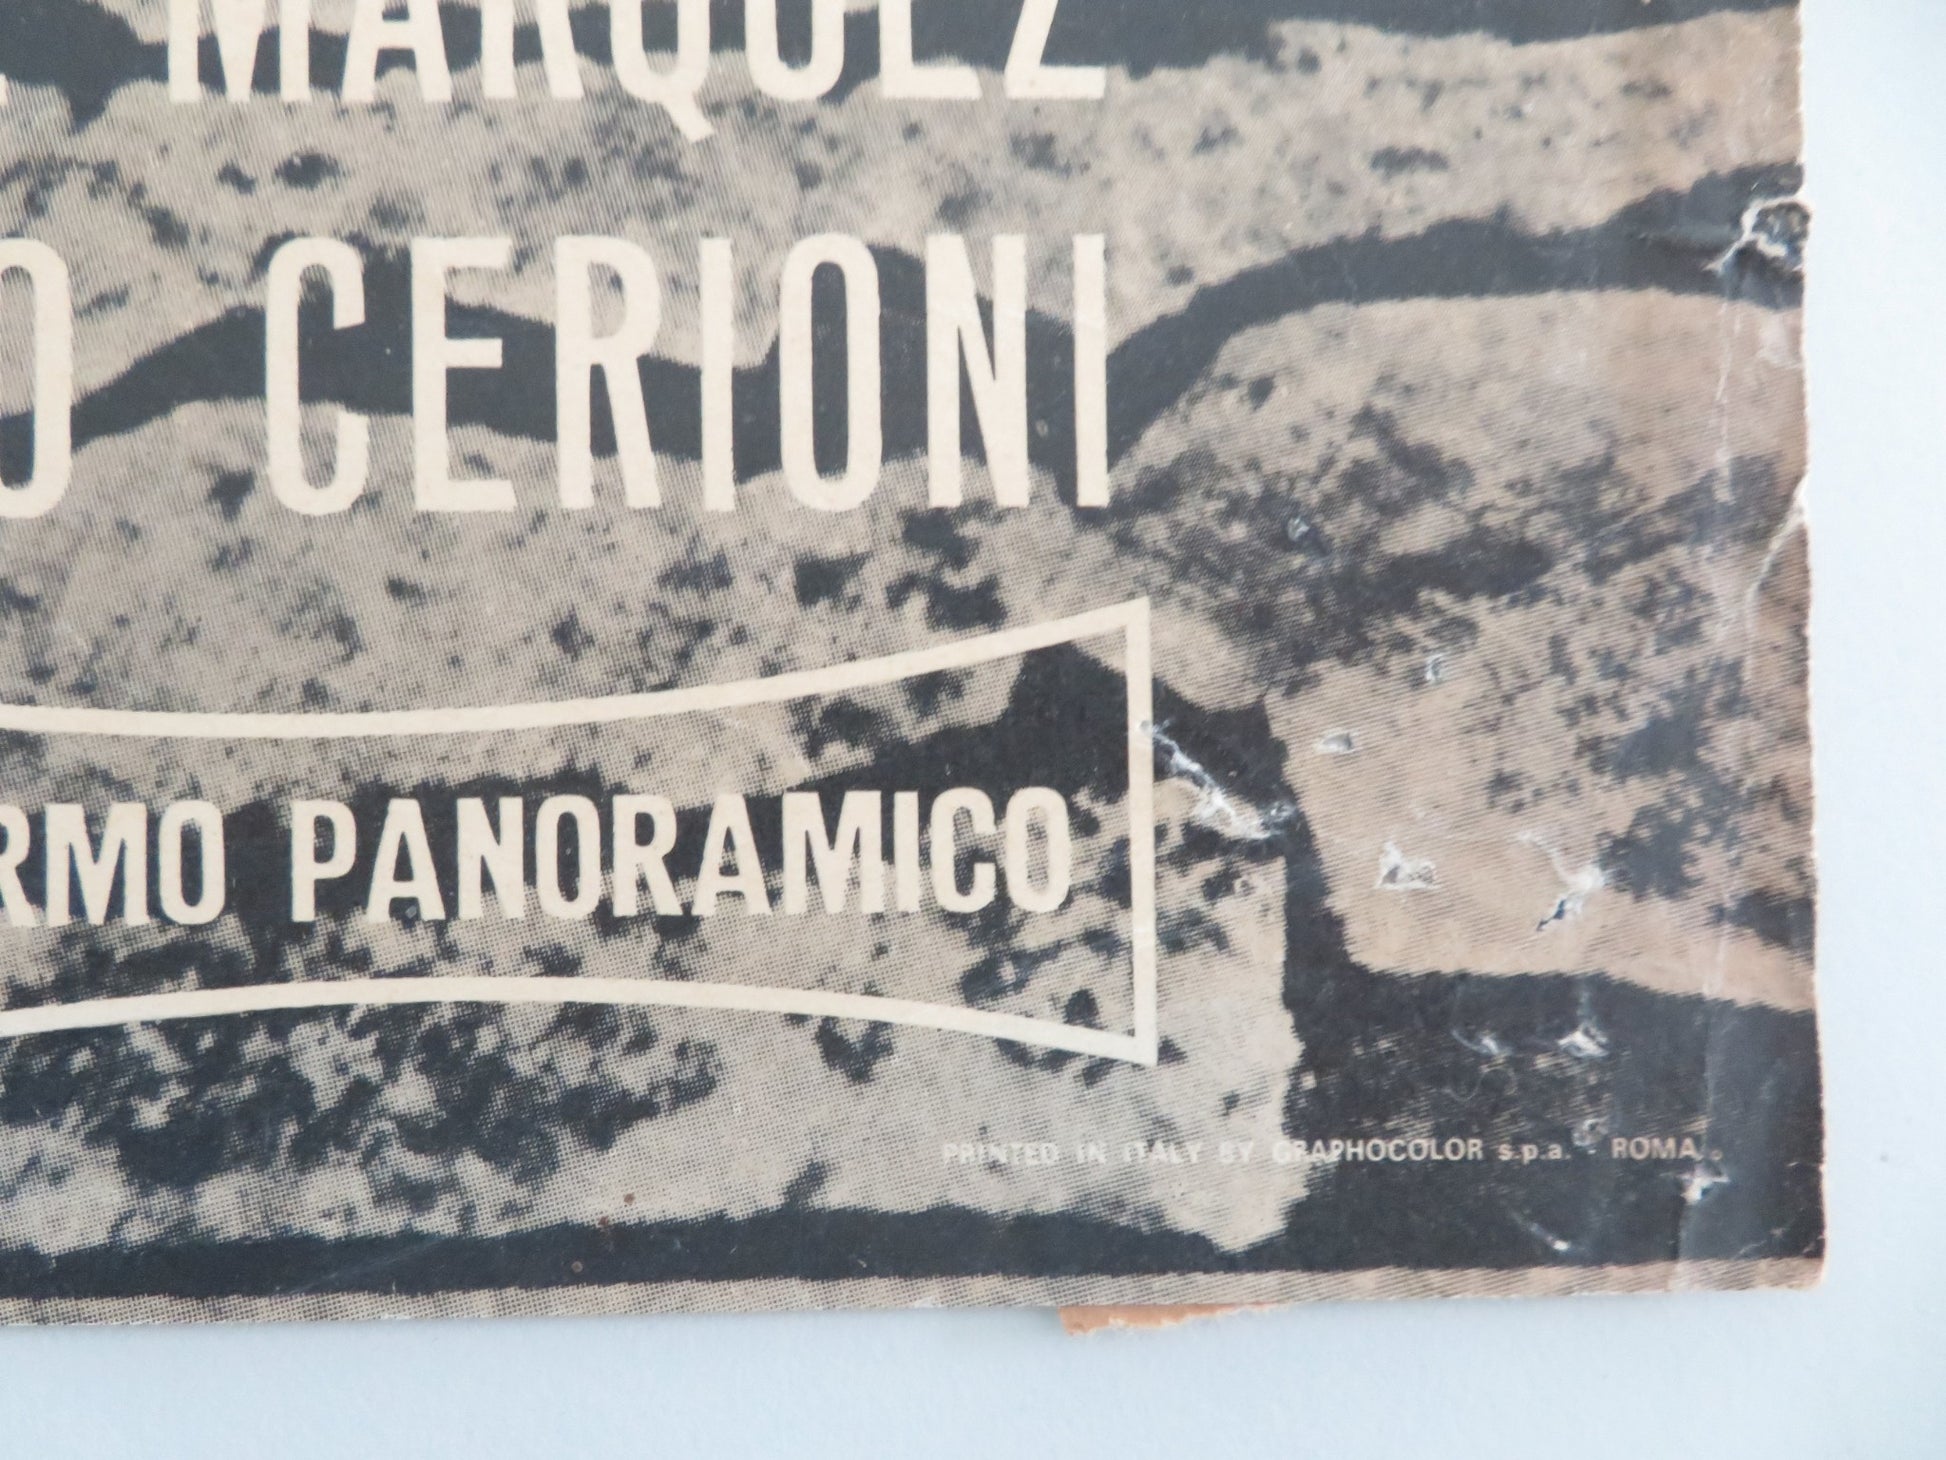 MARQUEZ
O CERIONI
RMO PANORAMICO
PRINTED IN ITALY BY GRAPHOCOLOR s.p.a. - ROMA.